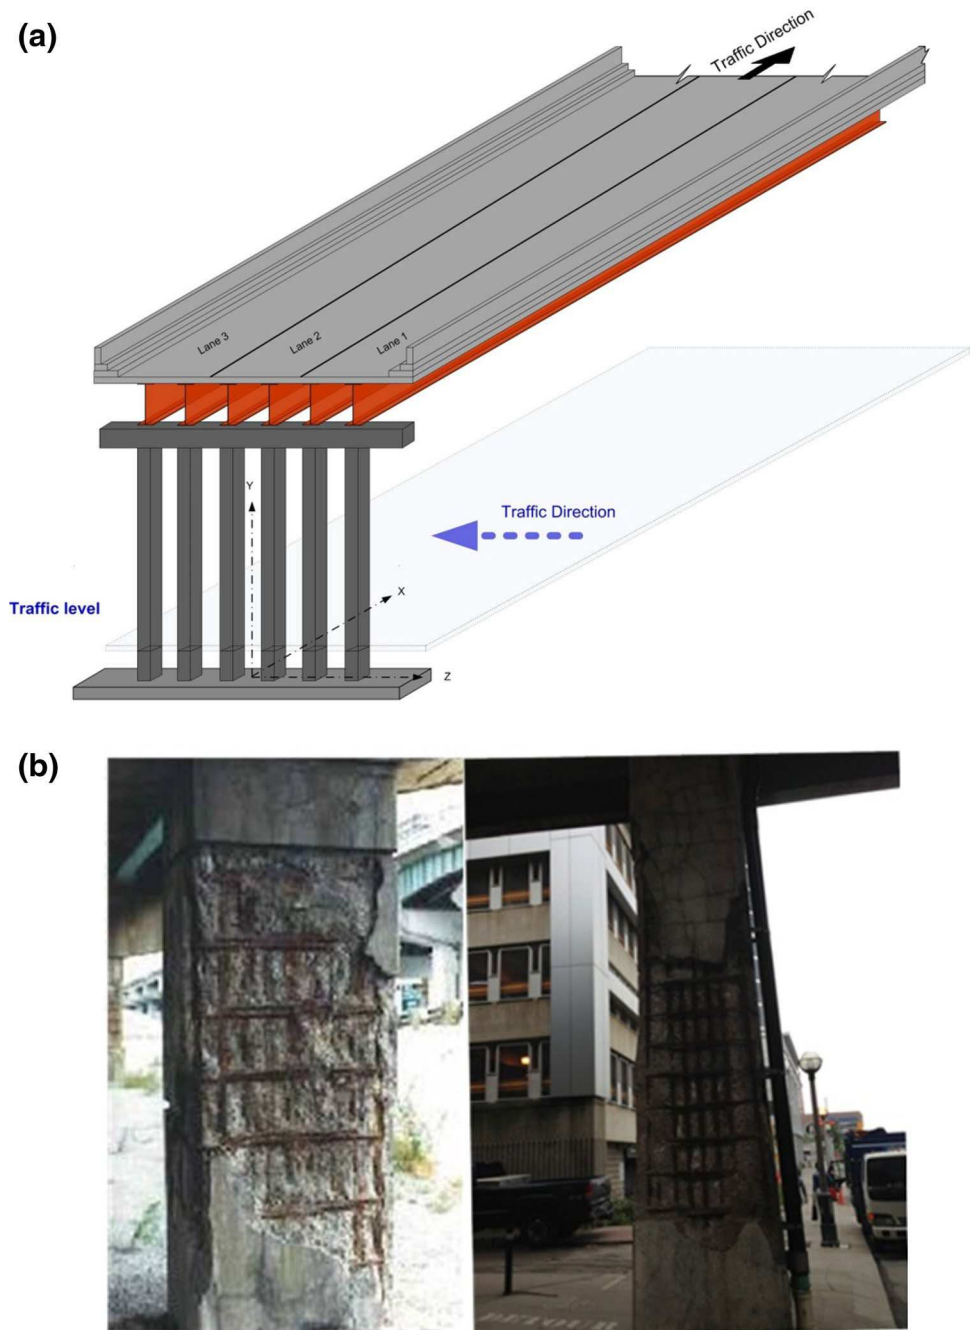 (a)
Traffic Direction
Lane 3
Lane 2
Lane 1
Y
Traffic Direction
X
Traffic level
Z
(b)